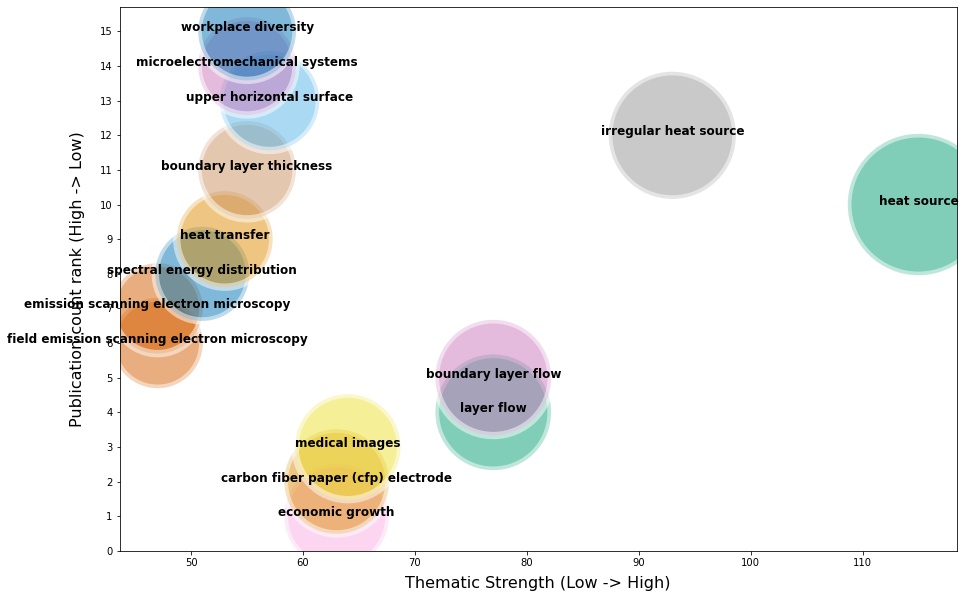 15
workplace diversity
14
microelectromechanical systems
13
upper horizontal surface
12
irregular heat source
11
boundary layer thickness
10
heat source
9
heat transfer
8
spectral energy distribution
7
emission scanning electron microscopy
6
field emission scanning electron microscopy
5
boundary layer flow
4
layer flow
3
medical images
2
carbon fiber paper (cfp) electrode
1
economic growth
0
Publication count rank (High -> Low)
50 60 70 80 90 100 110
Thematic Strength (Low -> High)